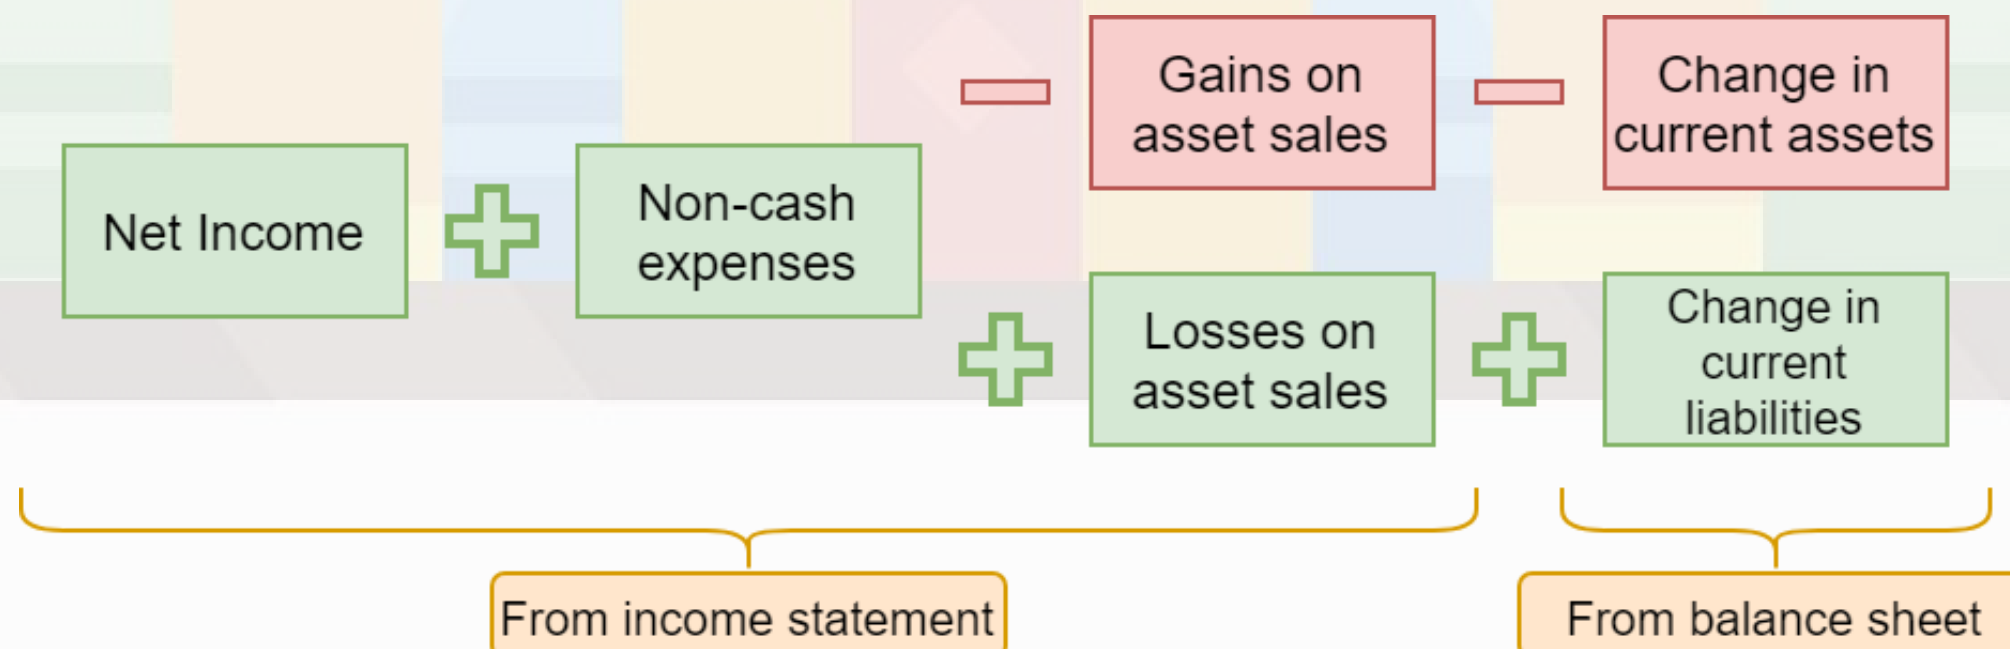 Net Income
Non-cash
expenses
Gains on
asset sales
Losses on
asset sales
Change in
current assets
Change in
current
liabilities
From income statement
From balance sheet